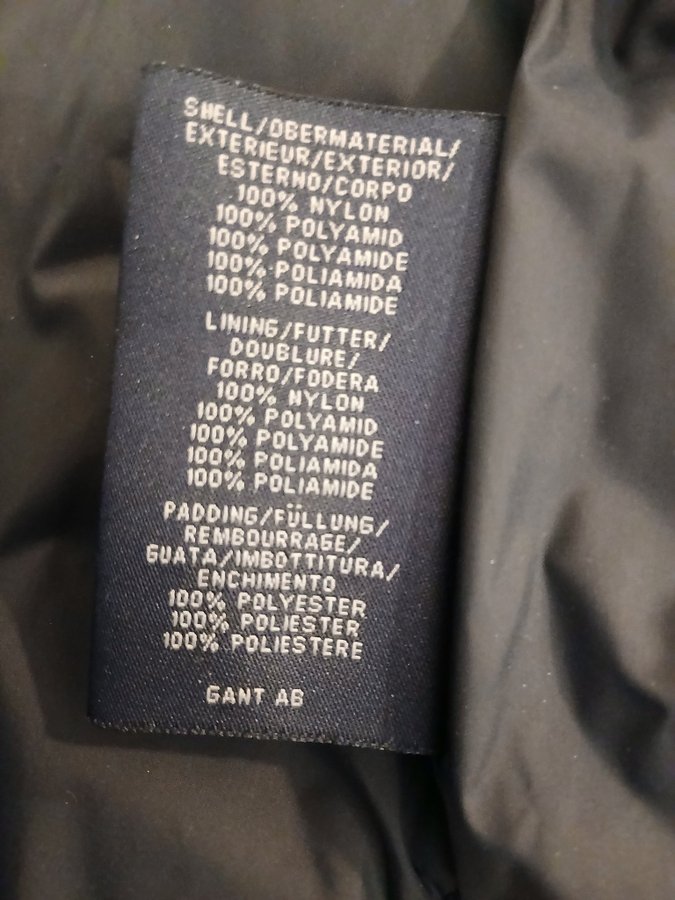 SHELL/OBERMATERIAL/
EXTERIEUR/EXTERIOR/
ESTERNO/CORPO
100% NYLON
100% POLYAMID
100% POLYAMIDE
100% POLIAMIDA
100% POLIAMIDE
LINING/FUTTER/
DOUBLURE/
FORRO/FODERA
100% NYLON
100% POLYAMID
100% POLYAMIDE
100% POLIAMIDA
100% POLIAMIDE
PADDING/FÜLLUNG/
REMBOURRAGE/
GUATA/IMBOTTITURA/
ENCHIMENTO
100% POLYESTER
100% POLIESTER
100% POLIESTERE
GANT AB